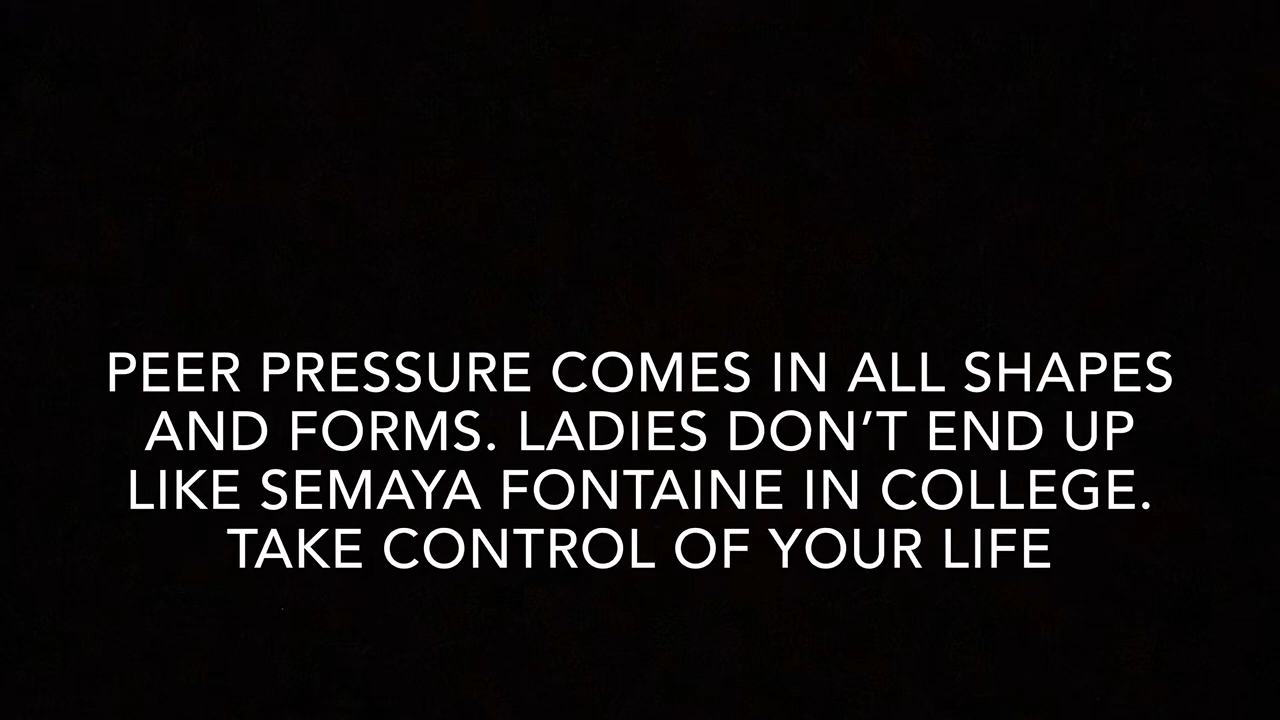 PEER PRESSURE COMES IN ALL SHAPES
AND FORMS. LADIES DON’T END UP
LIKE SEMAYA FONTAINE IN COLLEGE.
TAKE CONTROL OF YOUR LIFE